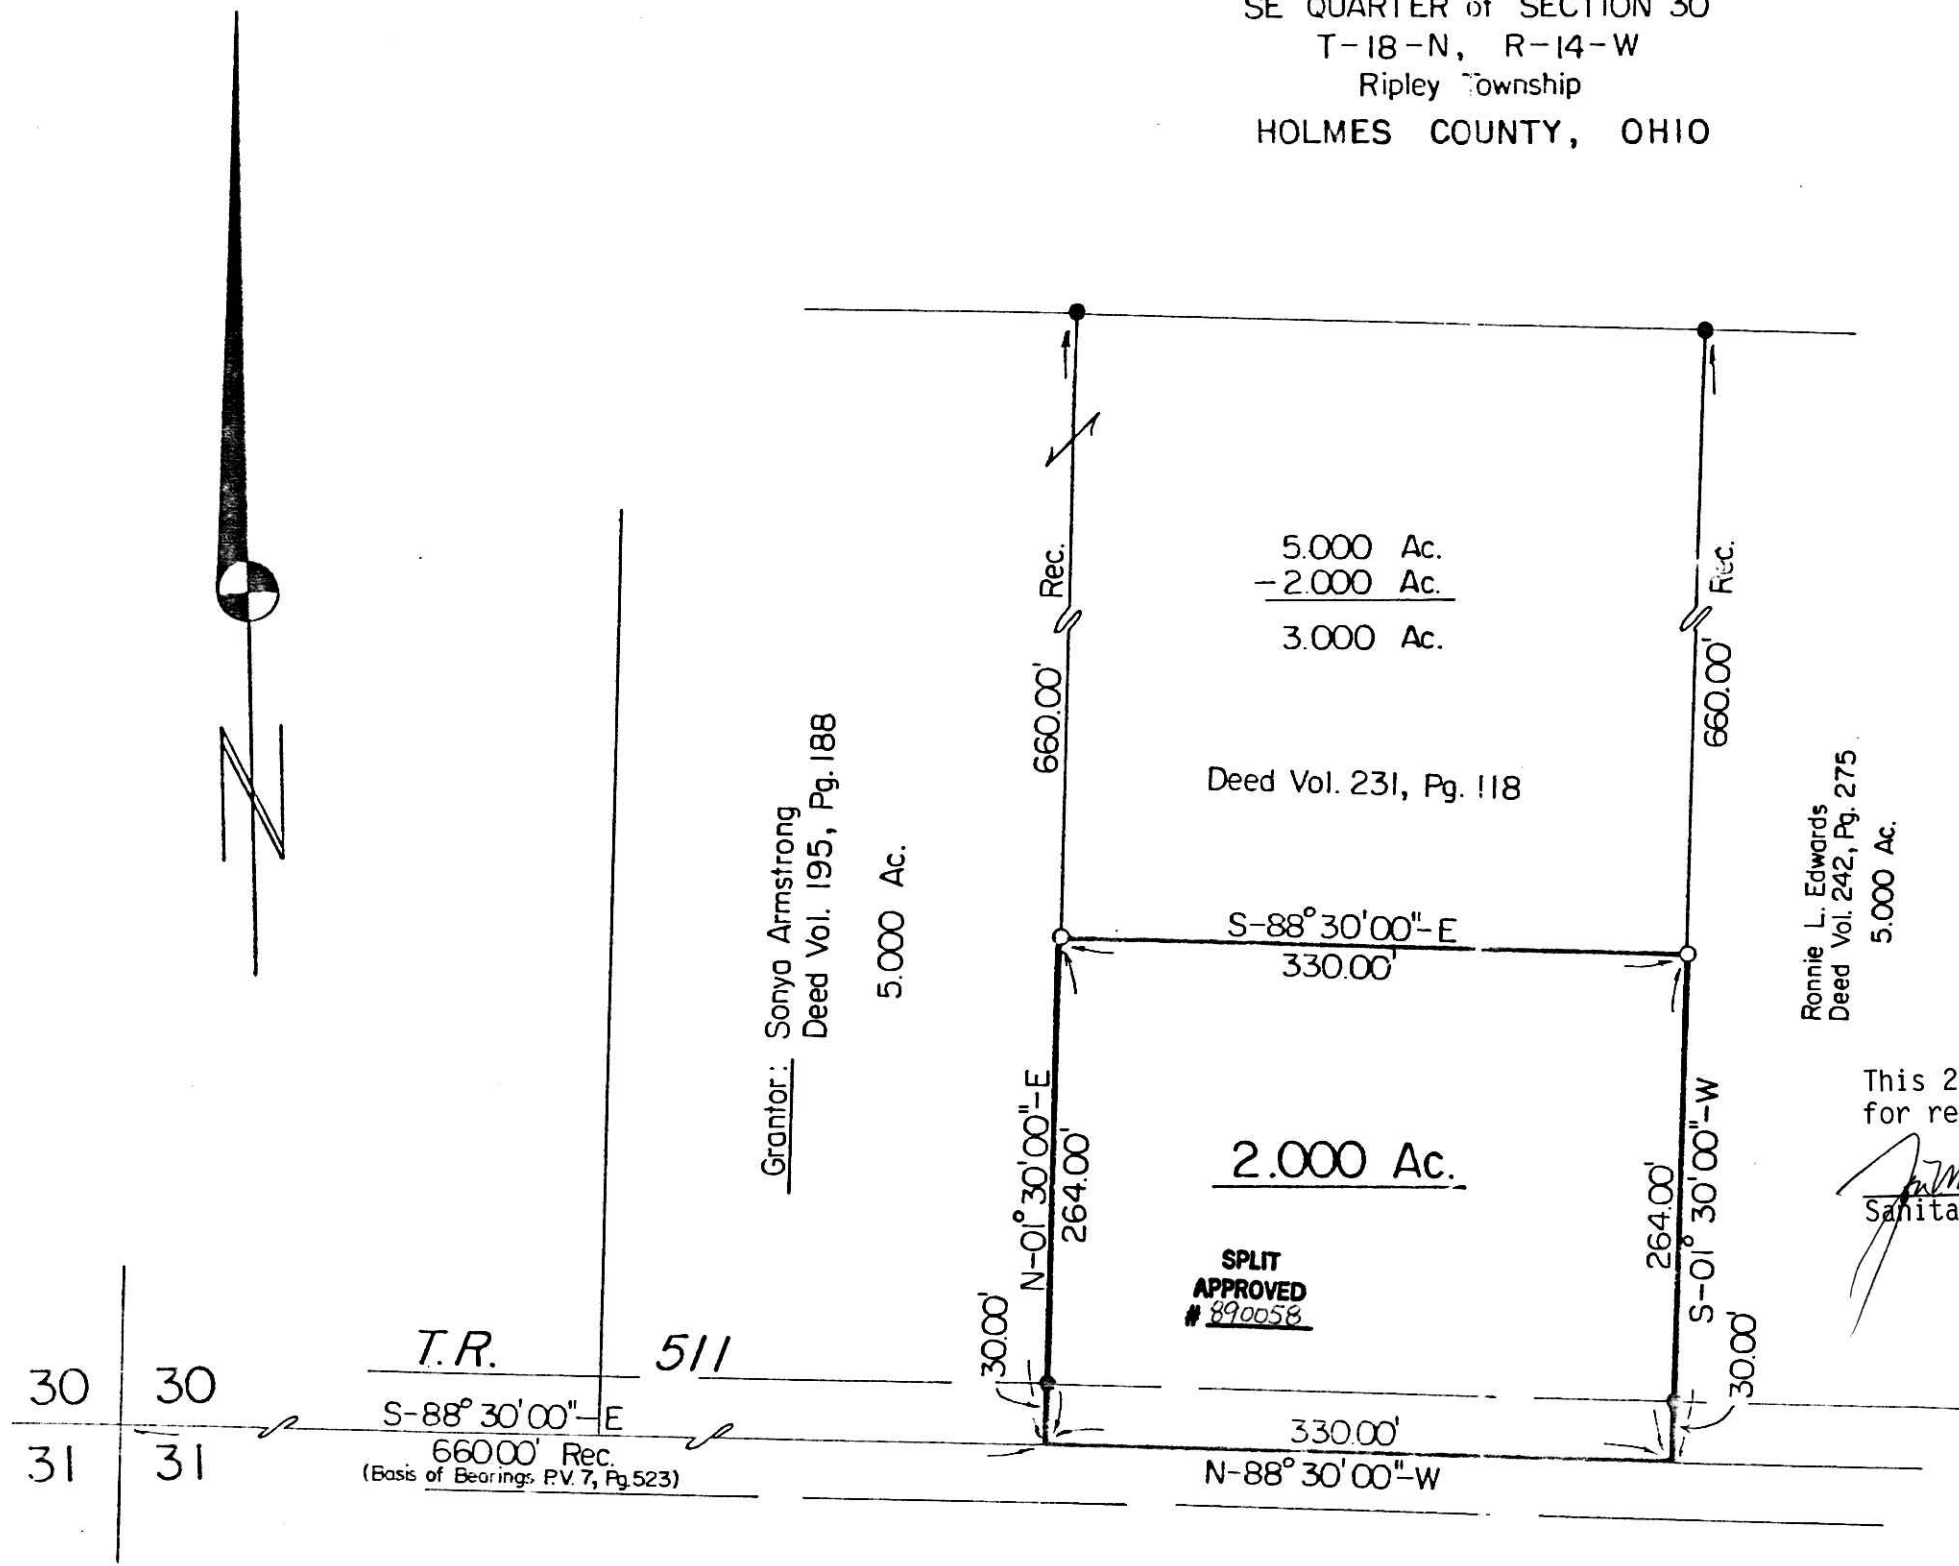 SE QUARTER of SECTION 30
T-18-N, R-14-W
Ripley Township
HOLMES COUNTY, OHIO
Rec.
660.00'
5.000 Ac.
-2.000 Ac.
3.000 Ac.
Rec.
660.00'
Deed Vol. 231, Pg. 118
Grantor: Sonya Armstrong
Deed Vol. 195, Pg. 188
5.000 Ac.
Ronnie L. Edwards
Deed Vol. 242, Pg. 275
5.000 Ac.
S-88°30'00"-E
330.00'
N-01°30'00"-E
264.00'
2.000 Ac.
264.00'
S-01°30'00"-W
This 2
for re
Sanita
SPLIT
APPROVED
# 890058
30.00'
30.00'
T.R. 511
30 30
31 31
S-88°30'00"-E
660.00' Rec.
(Basis of Bearings P.V. 7, Pg. 523)
330.00'
N-88°30'00"-W
N